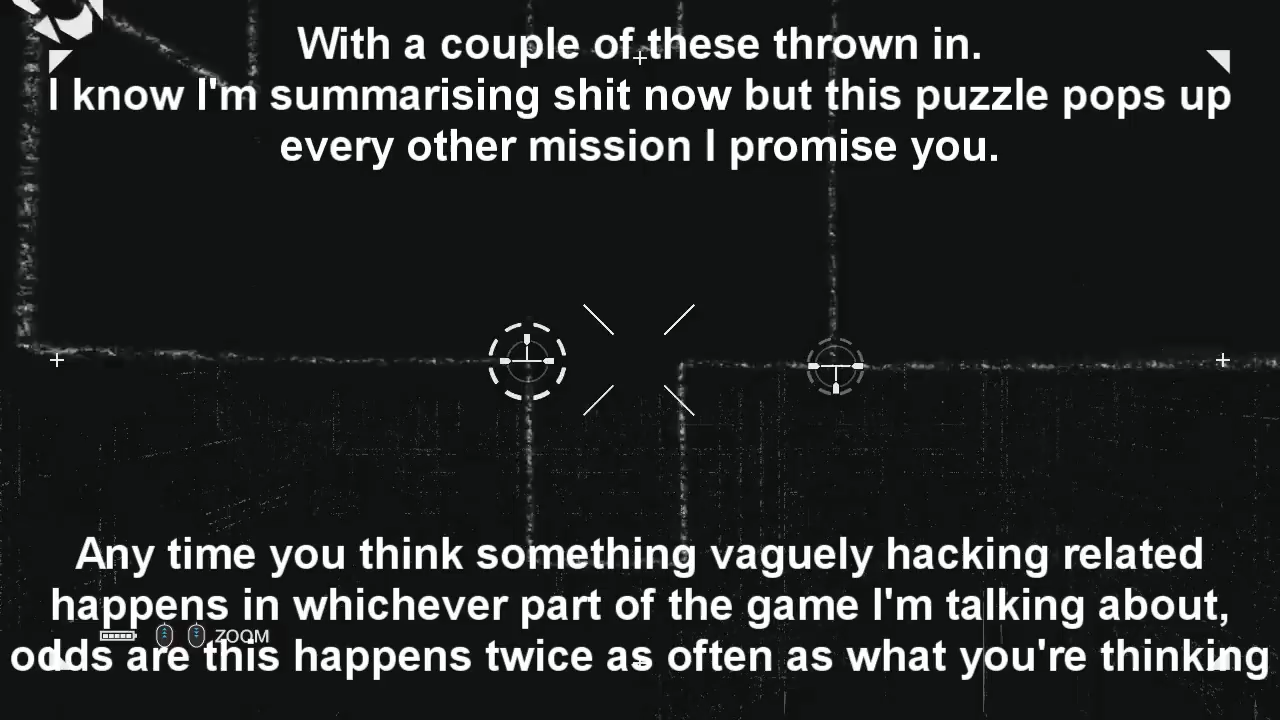 With a couple of these thrown in.
I know I'm summarising shit now but this puzzle pops up
every other mission I promise you.
Any time you think something vaguely hacking related
happens in whichever part of the game I'm talking about,
ZOOM
odds are this happens twice as often as what you're thinking